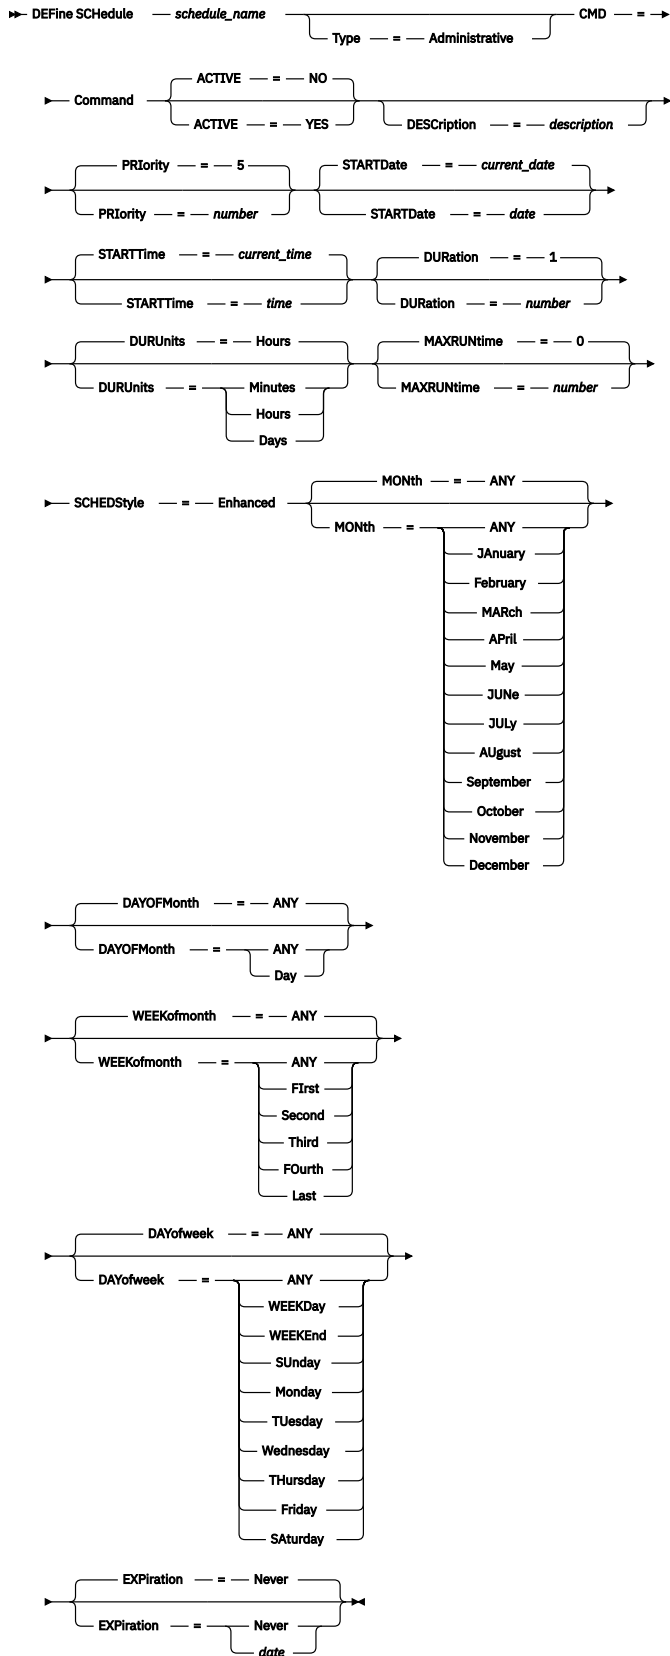 DEFine SCHedule — schedule_name CMD — = 
Type — = — Administrative
ACTIVE — = — NO
Command
ACTIVE — = — YES
DESCription — = — description
PRIority — = — 5
PRIority — = — number
STARTDate — = — current_date
STARTDate — = — date
STARTTime — = — current_time
STARTTime — = — time
DURation — = — 1
DURation — = — number
DURUnits — = — Hours
DURUnits — = Minutes
Hours
Days
MAXRUNtime — = — 0
MAXRUNtime — = — number
SCHEDStyle — = — Enhanced
MONth — = — ANY
MONth — = ANY
JAnuary
February
MARch
APril
May
JUNe
JULy
AUgust
September
October
November
December
DAYOFMonth — = — ANY
DAYOFMonth — = ANY
Day
WEEKofmonth — = — ANY
WEEKofmonth — = ANY
FIrst
Second
Third
FOurth
Last
DAYofweek — = — ANY
DAYofweek — = ANY
WEEKDay
WEEKEnd
SUnday
Monday
TUesday
Wednesday
THursday
Friday
SAturday
EXPiration — = — Never
EXPiration — = Never
date